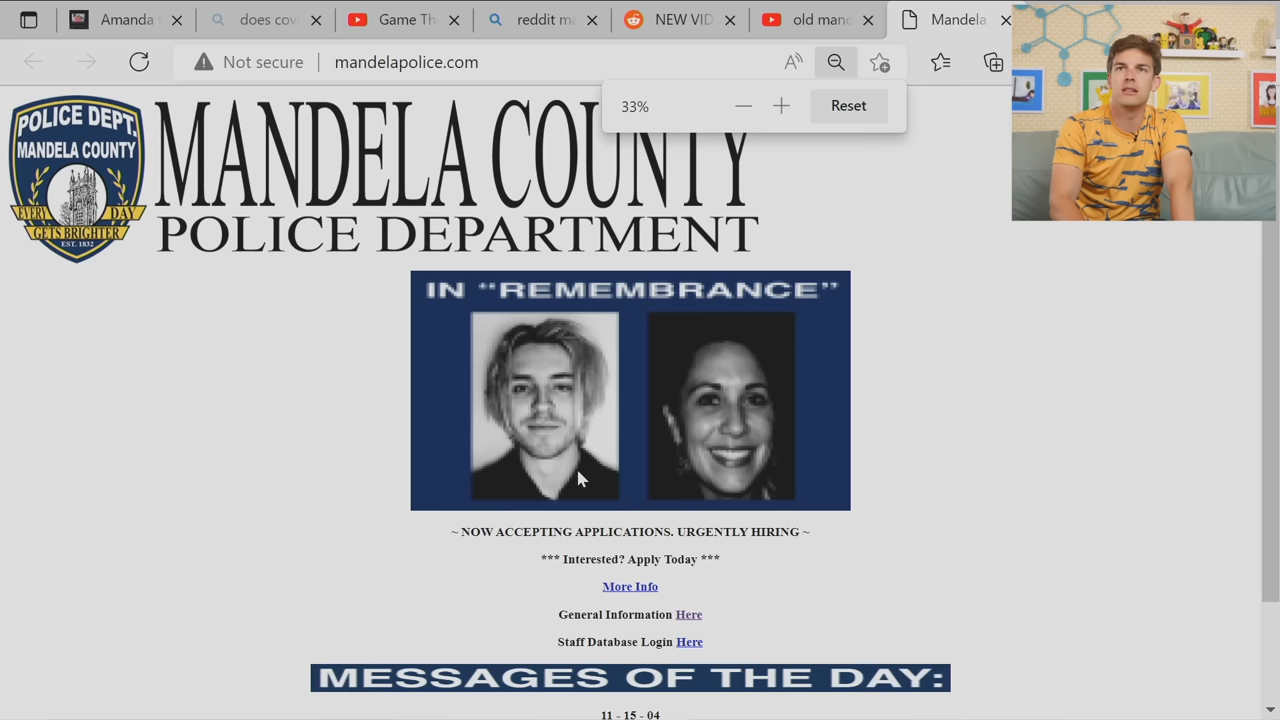 Amanda
does cov
Game Th
reddit ma
NEW VID
old mand
Mandela
Not secure
mandelapolice.com
33%
Reset
POLICE DEPT.
MANDELA COUNTY
EVERY DAY
GETS BRIGHTER
EST. 1832
MANDELA COUNTY
POLICE DEPARTMENT
IN “REMEMBRANCE”
~ NOW ACCEPTING APPLICATIONS. URGENTLY HIRING ~
*** Interested? Apply Today ***
More Info
General Information Here
Staff Database Login Here
MESSAGES OF THE DAY:
11 - 15 - 04